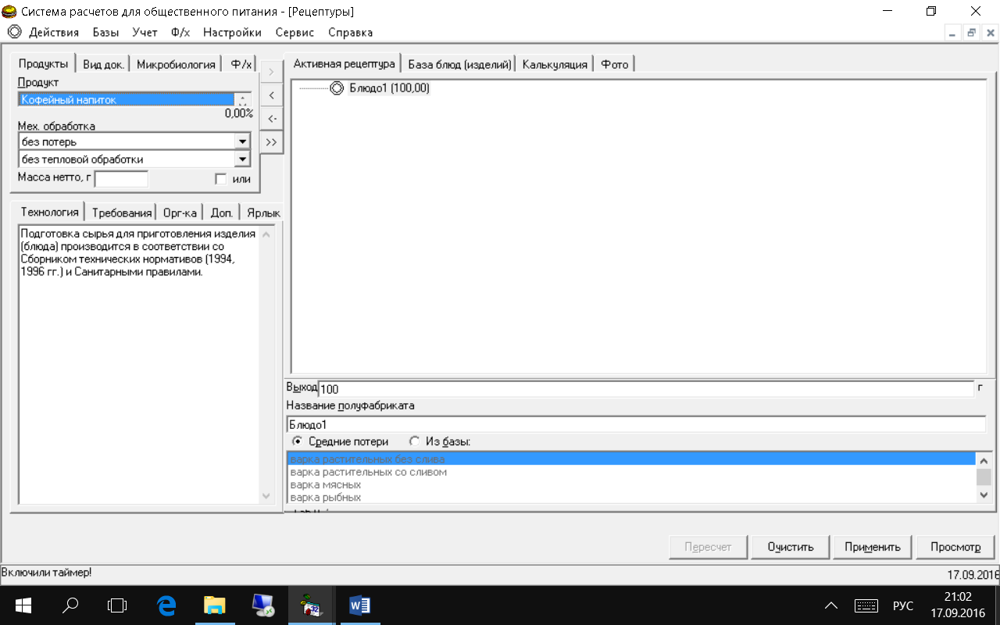 Система расчетов для общественного питания - [Рецептуры]
Действия Базы Учет Ф/х Настройки Сервис Справка
Продукты Вид док. Микробиология Ф/х
Продукт
Кофейный напиток
0,00%
Мех. обработка
без потерь
без тепловой обработки
Масса нетто, г
или
>
<
<-
>>
Технология Требования Орг-ка Доп. Ярлык
Подготовка сырья для приготовления изделия
(блюда) производится в соответствии со
Сборником технических нормативов (1994,
1996 гг.) и Санитарными правилами.
Активная рецептура База блюд (изделий) Калькуляция Фото
Блюдо1 (100,00)
Выход 100 г
Название полуфабриката
Блюдо1
Средние потери Из базы:
варка растительных без слива
варка растительных со сливом
варка мясных
варка рыбных
Пересчет Очистить Применить Просмотр
Включили таймер! 17.09.2016
РУС
21:02
17.09.2016